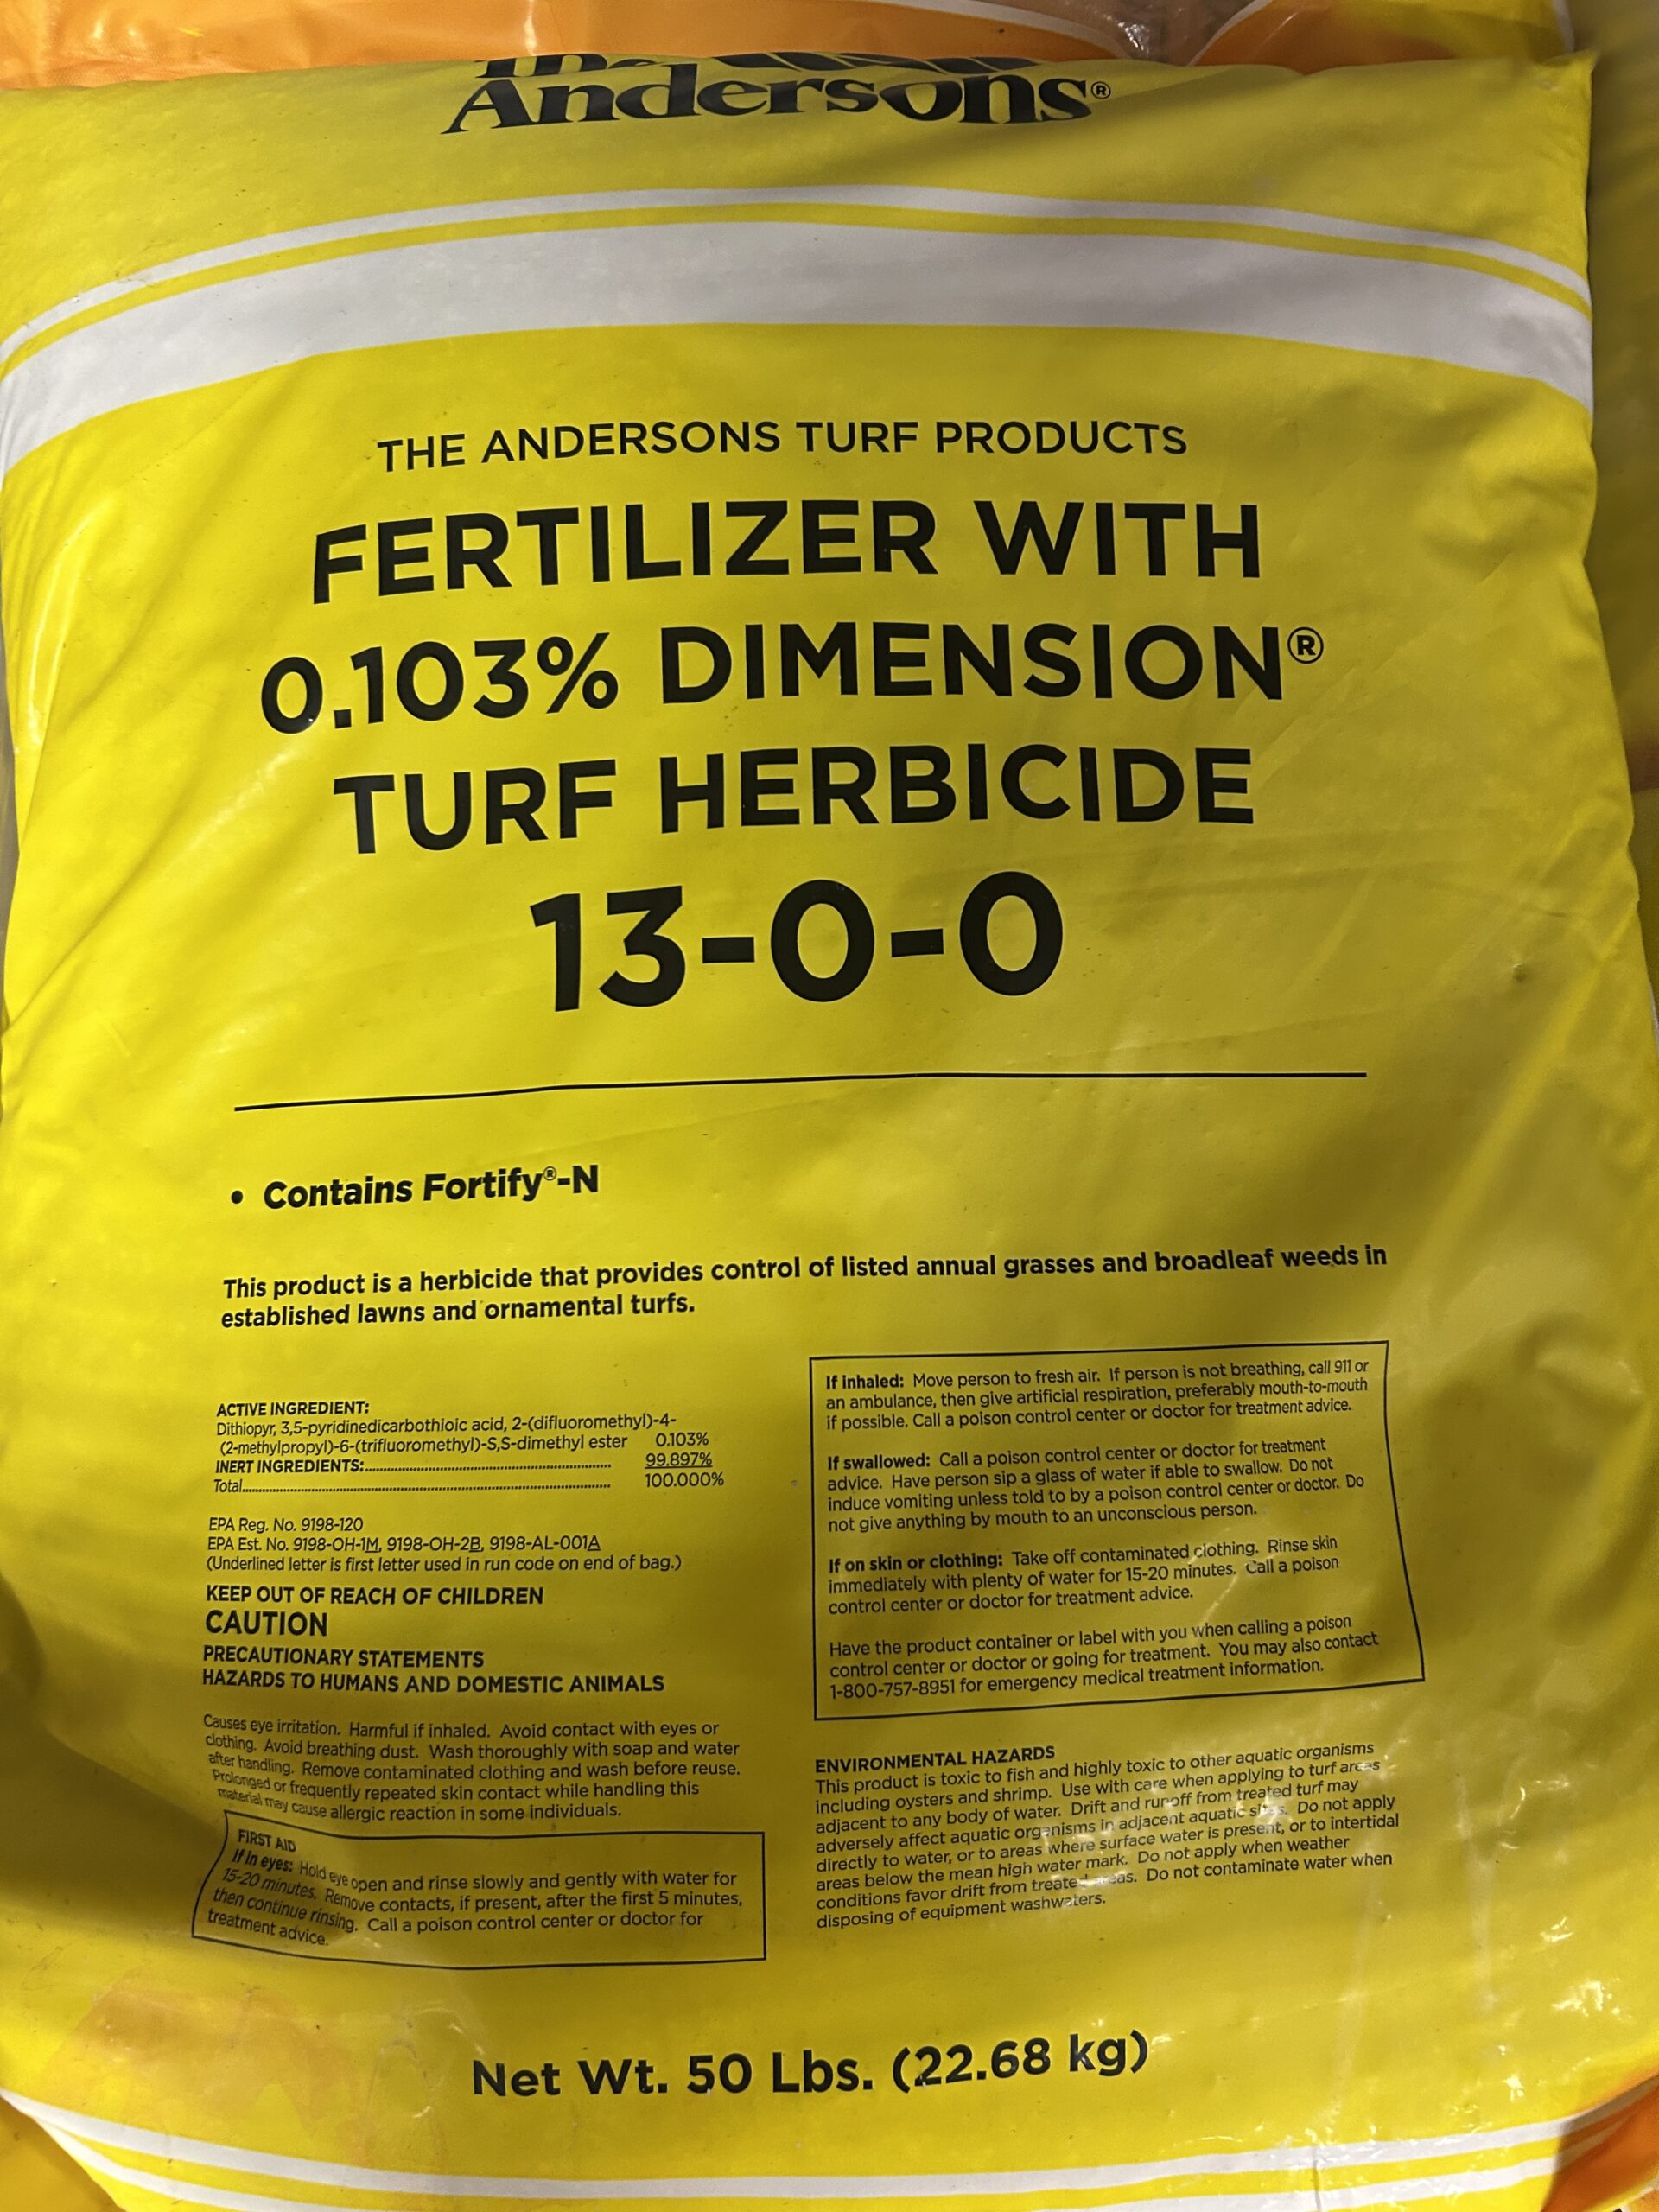 The
Andersons®
THE ANDERSONS TURF PRODUCTS
FERTILIZER WITH
0.103% DIMENSION®
TURF HERBICIDE
13-0-0
• Contains Fortify®-N
This product is a herbicide that provides control of listed annual grasses and broadleaf weeds in
established lawns and ornamental turfs.
ACTIVE INGREDIENT:
Dithiopyr, 3,5-pyridinedicarbothioic acid, 2-(difluoromethyl)-4-
(2-methylpropyl)-6-(trifluoromethyl)-S,S-dimethyl ester 0.103%
INERT INGREDIENTS:.................... 99.897%
Total.................... 100.000%
EPA Reg. No. 9198-120
EPA Est. No. 9198-OH-1M, 9198-OH-2B, 9198-AL-001A
(Underlined letter is first letter used in run code on end of bag.)
KEEP OUT OF REACH OF CHILDREN
CAUTION
PRECAUTIONARY STATEMENTS
HAZARDS TO HUMANS AND DOMESTIC ANIMALS
Causes eye irritation. Harmful if inhaled. Avoid contact with eyes or
clothing. Avoid breathing dust. Wash thoroughly with soap and water
after handling. Remove contaminated clothing and wash before reuse.
Prolonged or frequently repeated skin contact while handling this
material may cause allergic reaction in some individuals.
FIRST AID
If in eyes: Hold eye open and rinse slowly and gently with water for
15-20 minutes. Remove contacts, if present, after the first 5 minutes,
then continue rinsing. Call a poison control center or doctor for
treatment advice.
If inhaled: Move person to fresh air. If person is not breathing, call 911 or
an ambulance, then give artificial respiration, preferably mouth-to-mouth
if possible. Call a poison control center or doctor for treatment advice.
If swallowed: Call a poison control center or doctor for treatment
advice. Have person sip a glass of water if able to swallow. Do not
induce vomiting unless told to by a poison control center or doctor. Do
not give anything by mouth to an unconscious person.
If on skin or clothing: Take off contaminated clothing. Rinse skin
immediately with plenty of water for 15-20 minutes. Call a poison
control center or doctor for treatment advice.
Have the product container or label with you when calling a poison
control center or doctor or going for treatment. You may also contact
1-800-757-8951 for emergency medical treatment information.
ENVIRONMENTAL HAZARDS
This product is toxic to fish and highly toxic to other aquatic organisms
including oysters and shrimp. Use with care when applying to turf areas
adjacent to any body of water. Drift and runoff from treated turf may
adversely affect aquatic organisms in adjacent aquatic sites. Do not apply
directly to water, or to areas where surface water is present, or to intertidal
areas below the mean high water mark. Do not apply when weather
conditions favor drift from treated areas. Do not contaminate water when
disposing of equipment washwaters.
Net Wt. 50 Lbs. (22.68 kg)